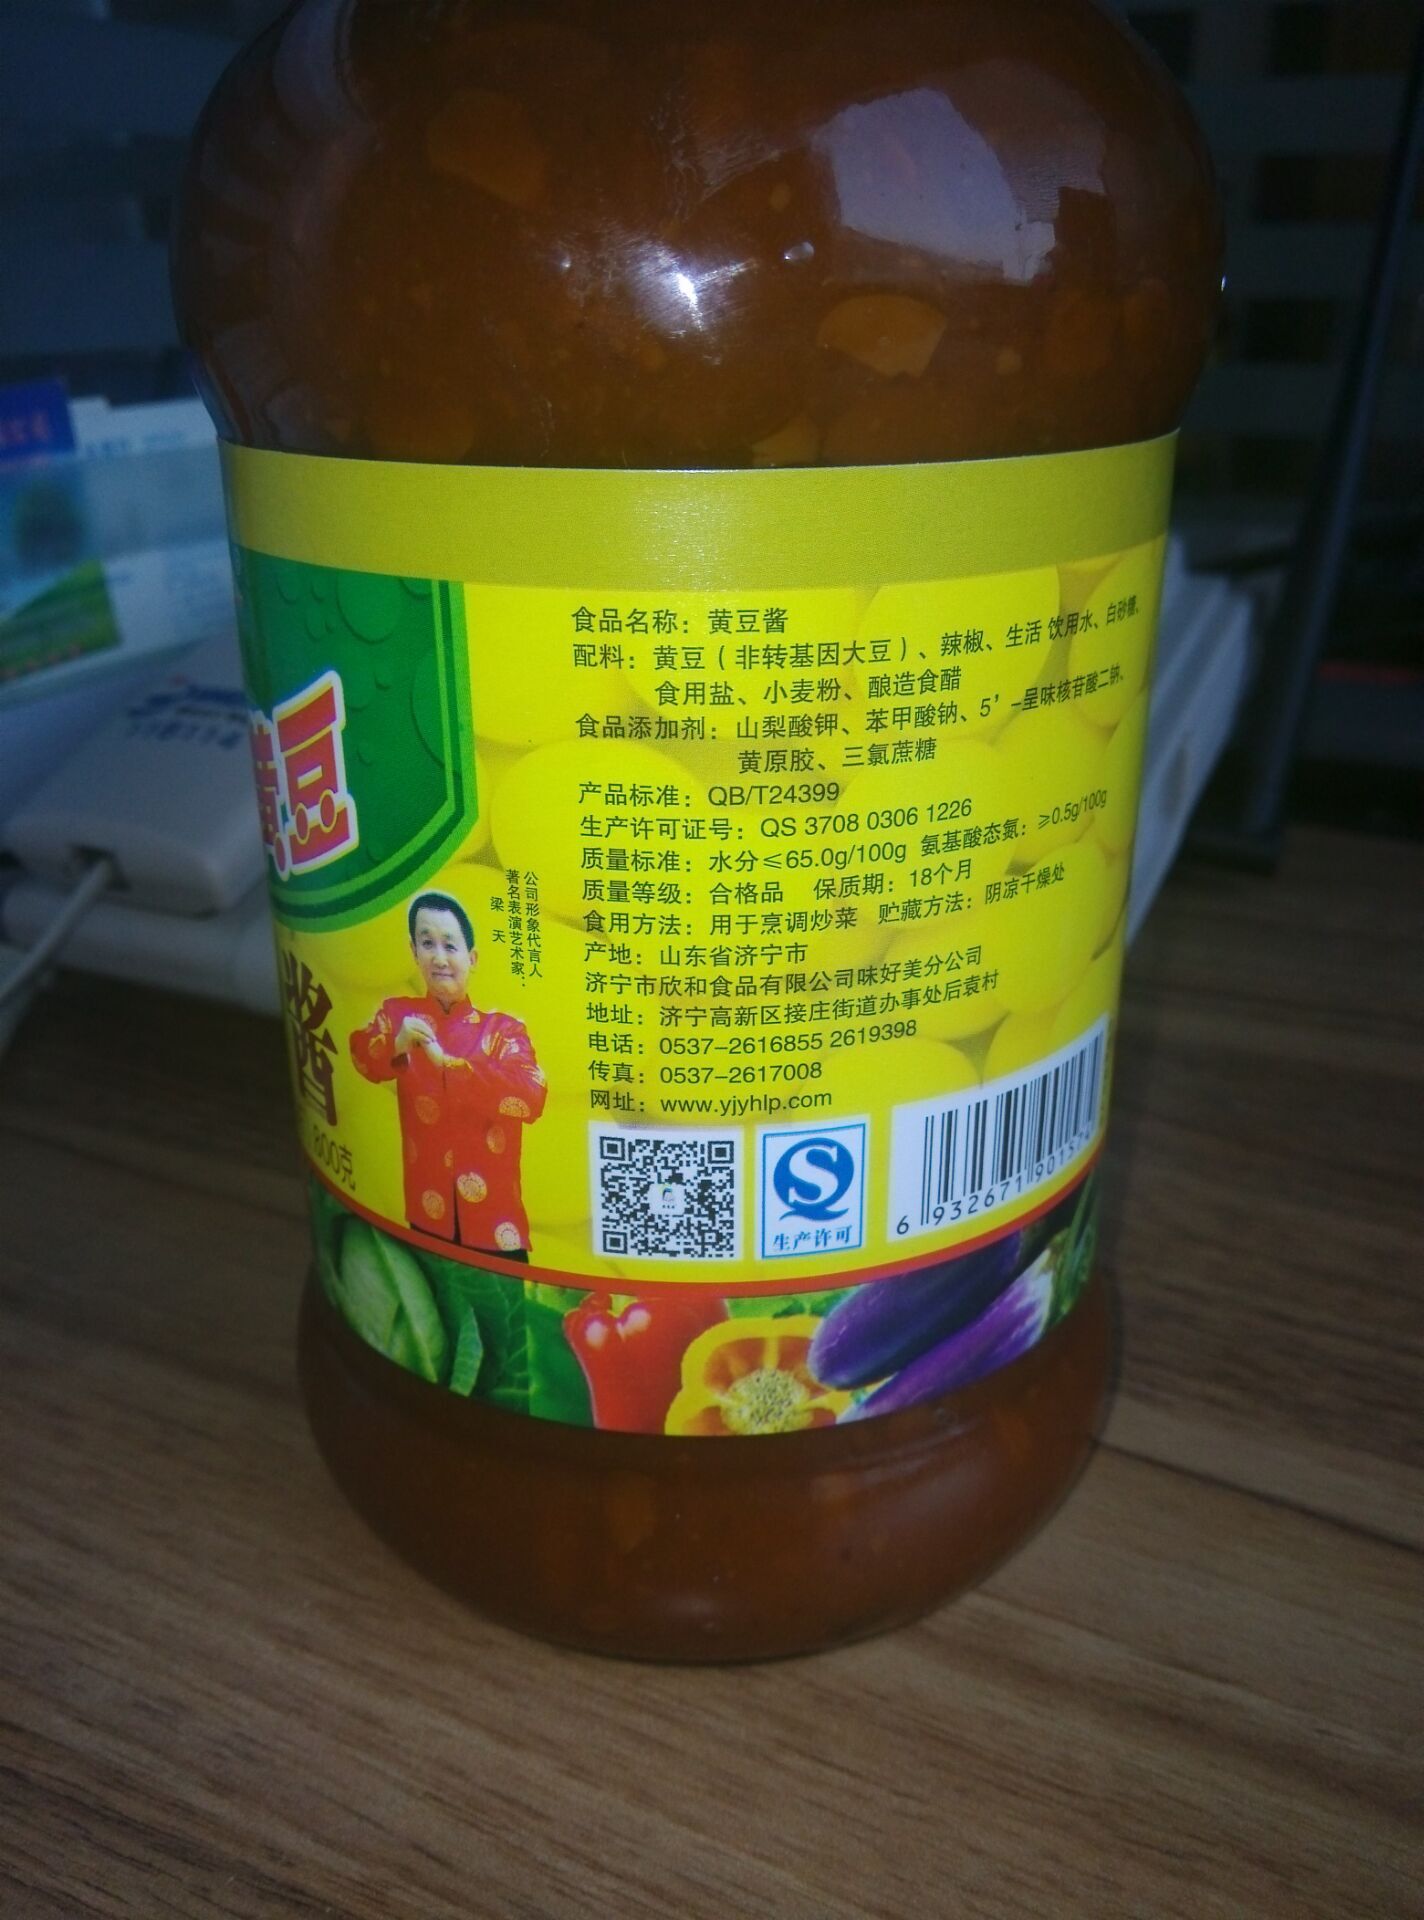 黄豆
酱
800克
公司形象代言人
著名表演艺术家：
梁天
食品名称：黄豆酱
配料：黄豆（非转基因大豆）、辣椒、生活饮用水、白砂糖、
食用盐、小麦粉、酿造食醋
食品添加剂：山梨酸钾、苯甲酸钠、5'-呈味核苷酸二钠、
黄原胶、三氯蔗糖
产品标准：QB/T24399
生产许可证号：QS 3708 0306 1226
质量标准：水分≤65.0g/100g 氨基酸态氮：≥0.5g/100g
质量等级：合格品 保质期：18个月
食用方法：用于烹调炒菜 贮藏方法：阴凉干燥处
产地：山东省济宁市
济宁市欣和食品有限公司味好美分公司
地址：济宁高新区接庄街道办事处后袁村
电话：0537-2616855 2619398
传真：0537-2617008
网址：www.yjyhlp.com
生产许可